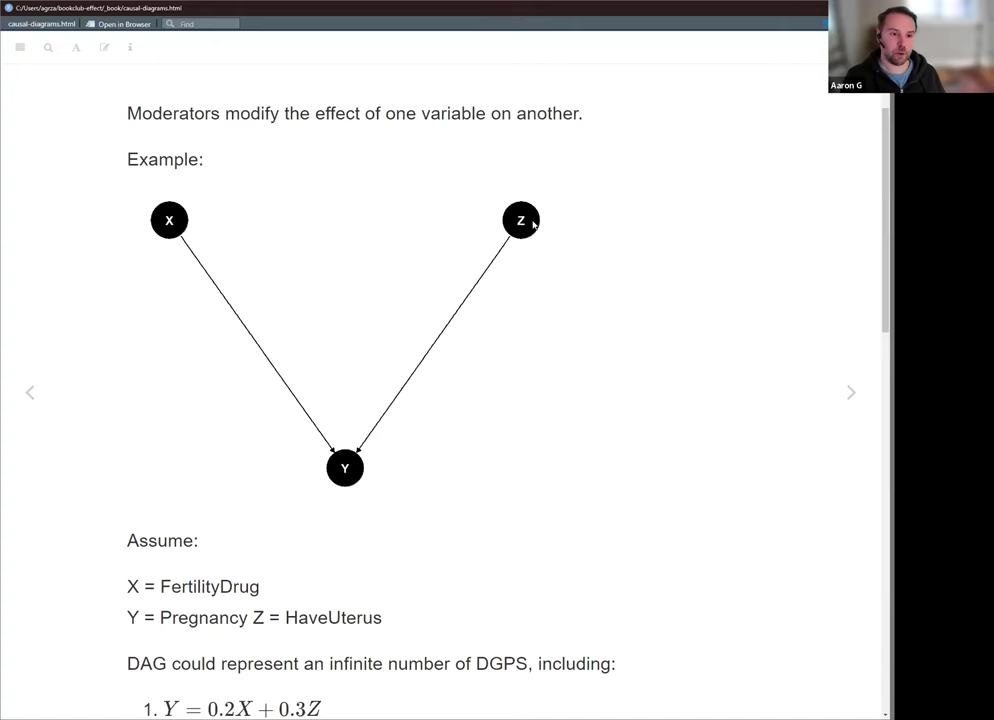 C:/Users/agrza/bookclub-effect/_book/causal-diagrams.html
causal-diagrams.html
Open in Browser
Find
A
i
Aaron G
Moderators modify the effect of one variable on another.
Example:
X
Z
Y
Assume:
X = FertilityDrug
Y = Pregnancy Z = HaveUterus
DAG could represent an infinite number of DGPS, including:
1. Y = 0.2X + 0.3Z